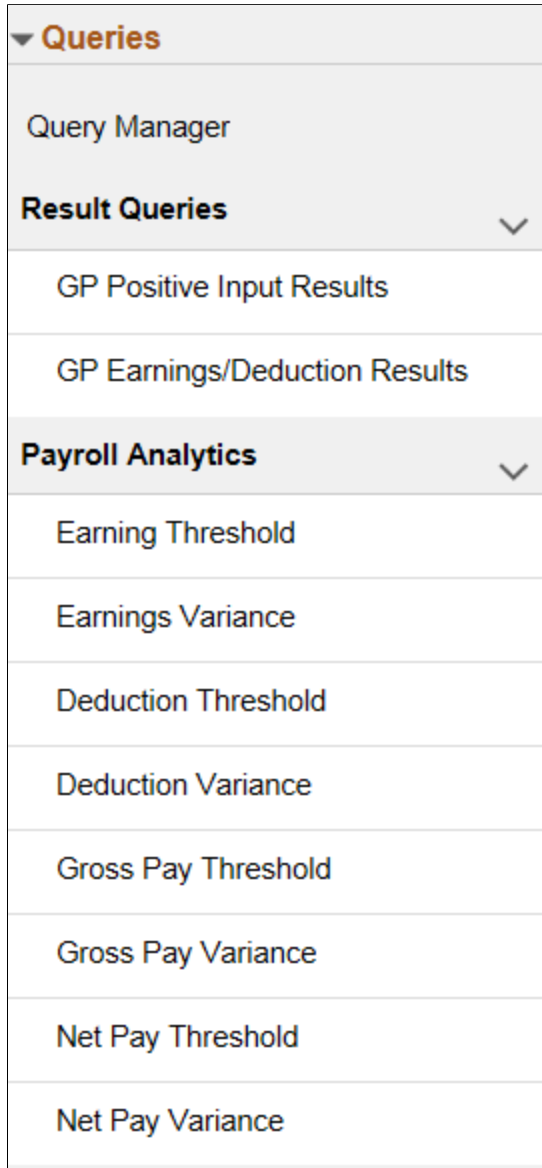 Queries
Query Manager
Result Queries
GP Positive Input Results
GP Earnings/Deduction Results
Payroll Analytics
Earning Threshold
Earnings Variance
Deduction Threshold
Deduction Variance
Gross Pay Threshold
Gross Pay Variance
Net Pay Threshold
Net Pay Variance